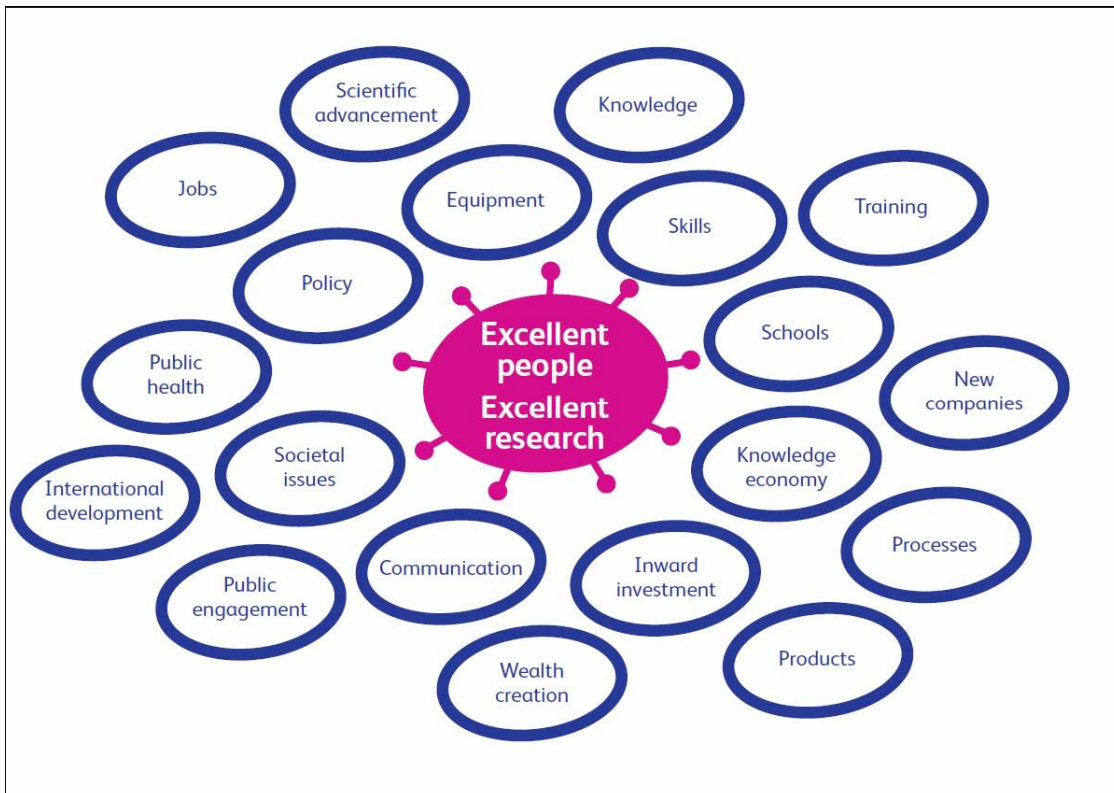 Scientific
advancement
Knowledge
Jobs
Equipment
Skills
Training
Policy
Excellent
people
Excellent
research
Schools
Public
health
New
companies
Societal
issues
Knowledge
economy
International
development
Processes
Communication
Inward
investment
Public
engagement
Wealth
creation
Products